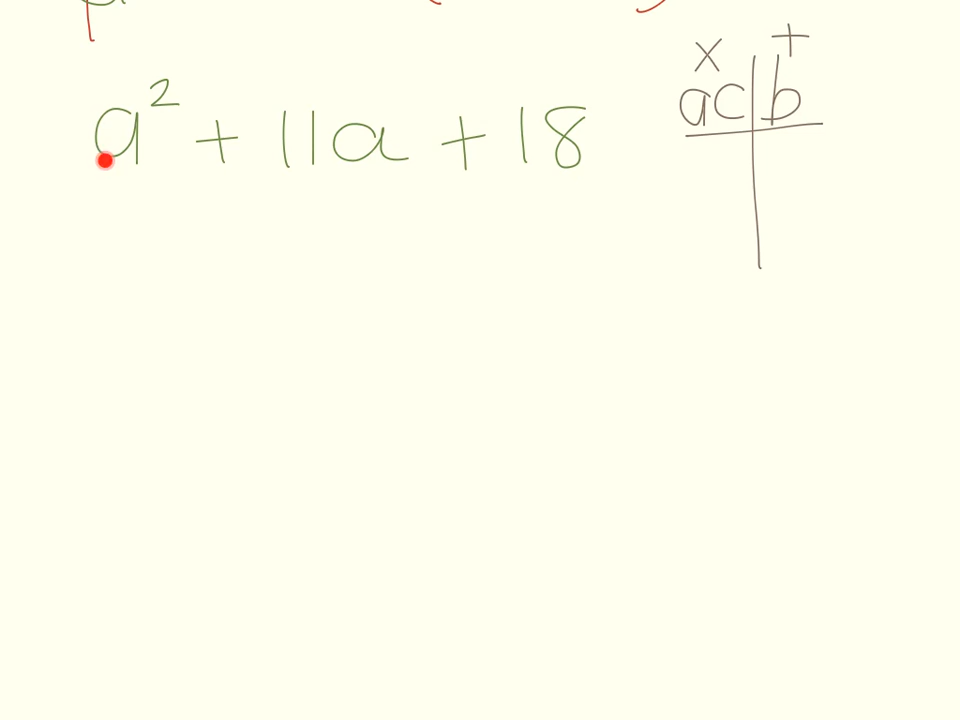 x +
a² + 11a + 18 ac b